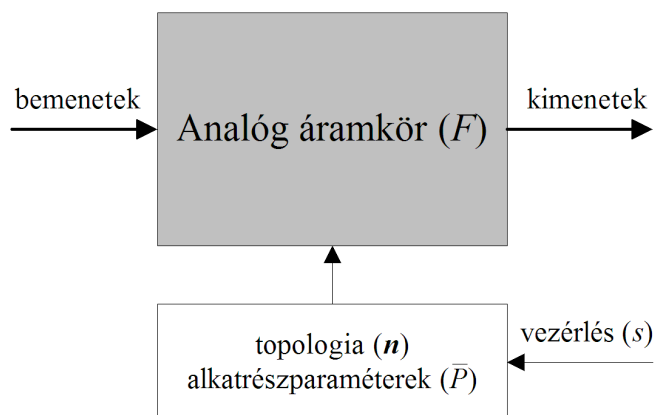 bemenetek
Analóg áramkör (F)
kimenetek
topologia (n)
alkatrészparaméterek (P̅)
vezérlés (s)